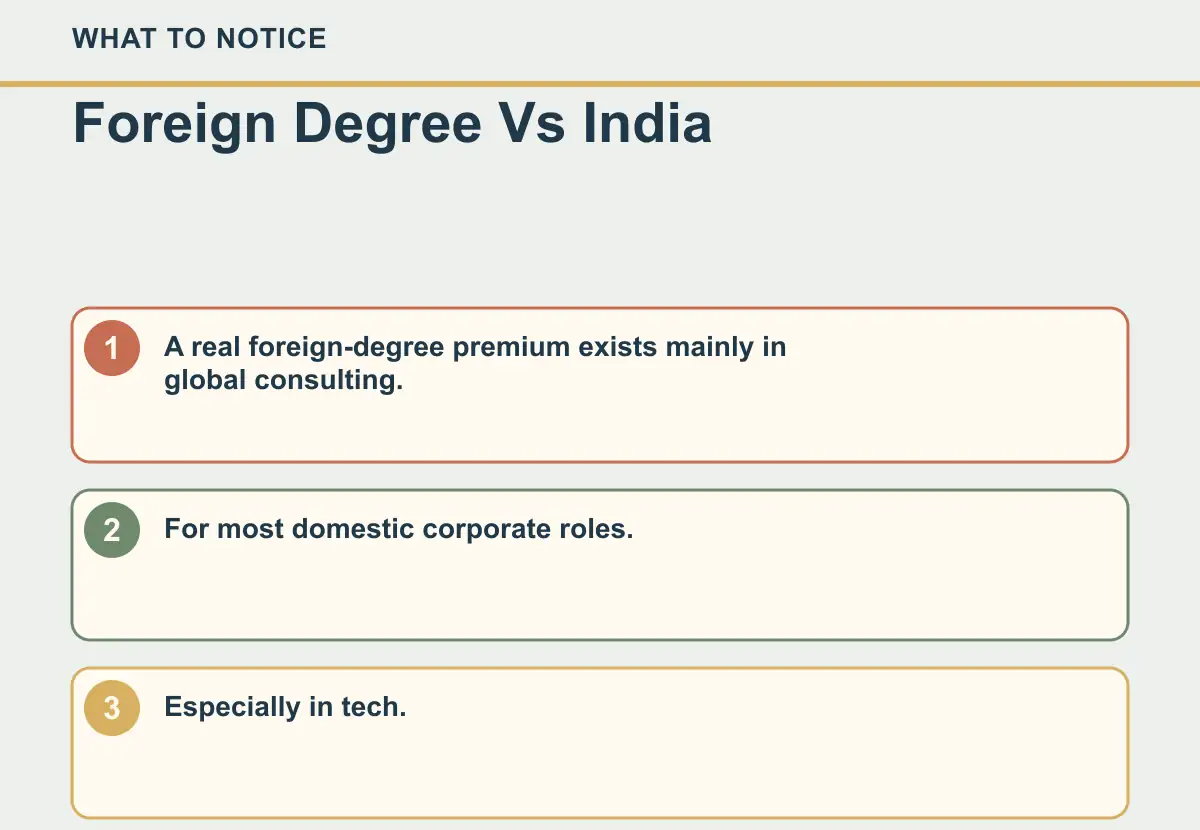 WHAT TO NOTICE
Foreign Degree Vs India
1
A real foreign-degree premium exists mainly in
global consulting.
2
For most domestic corporate roles.
3
Especially in tech.